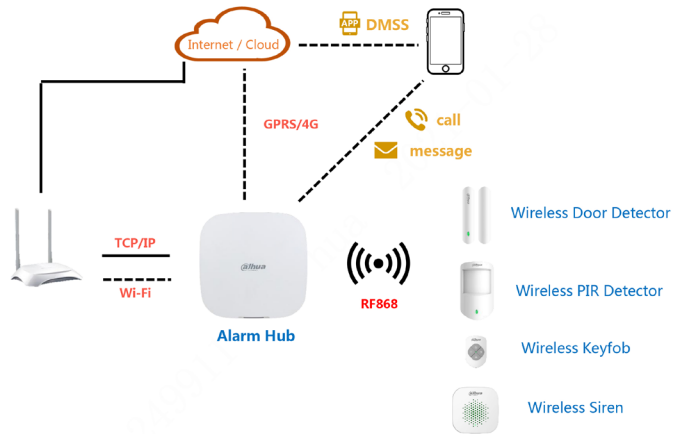 APP DMSS
Internet / Cloud
GPRS/4G
call
message
Wireless Door Detector
TCP/IP
alhua
Wi-Fi
RF868
Wireless PIR Detector
Alarm Hub
Wireless Keyfob
Wireless Siren